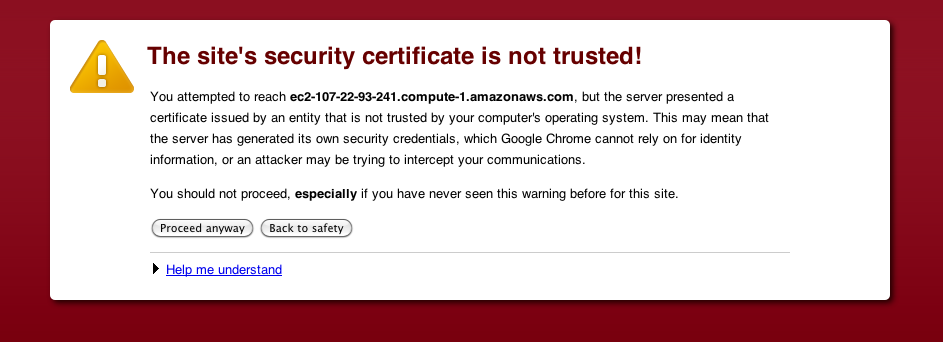 The site's security certificate is not trusted!
You attempted to reach ec2-107-22-93-241.compute-1.amazonaws.com, but the server presented a
certificate issued by an entity that is not trusted by your computer's operating system. This may mean that
the server has generated its own security credentials, which Google Chrome cannot rely on for identity
information, or an attacker may be trying to intercept your communications.
You should not proceed, especially if you have never seen this warning before for this site.
Proceed anyway Back to safety
Help me understand